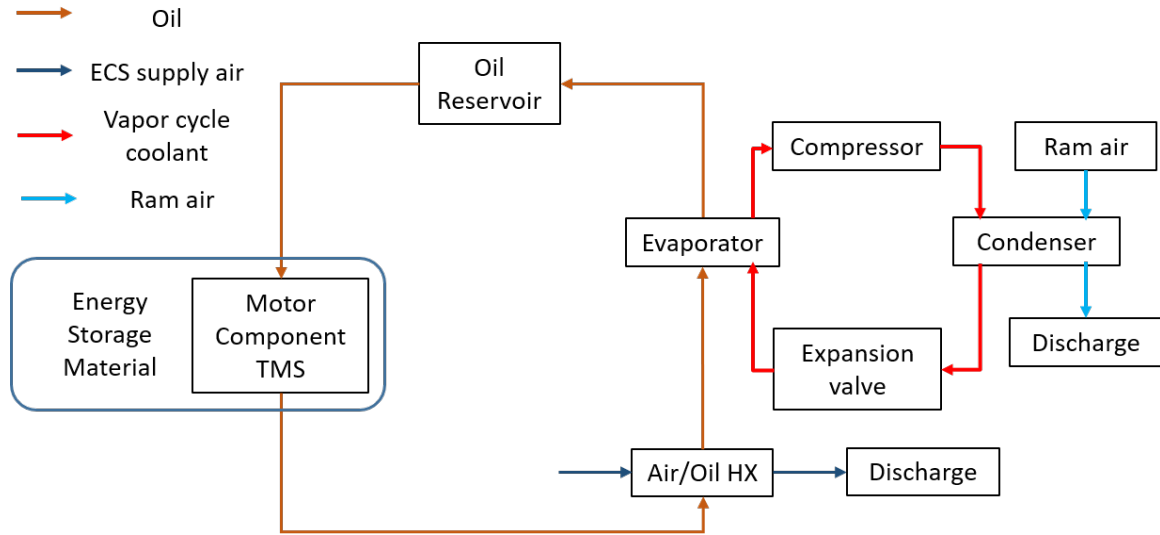 Oil
ECS supply air
Vapor cycle
coolant
Ram air
Oil
Reservoir
Compressor
Ram air
Evaporator
Condenser
Energy
Storage
Material
Motor
Component
TMS
Expansion
valve
Discharge
Air/Oil HX
Discharge